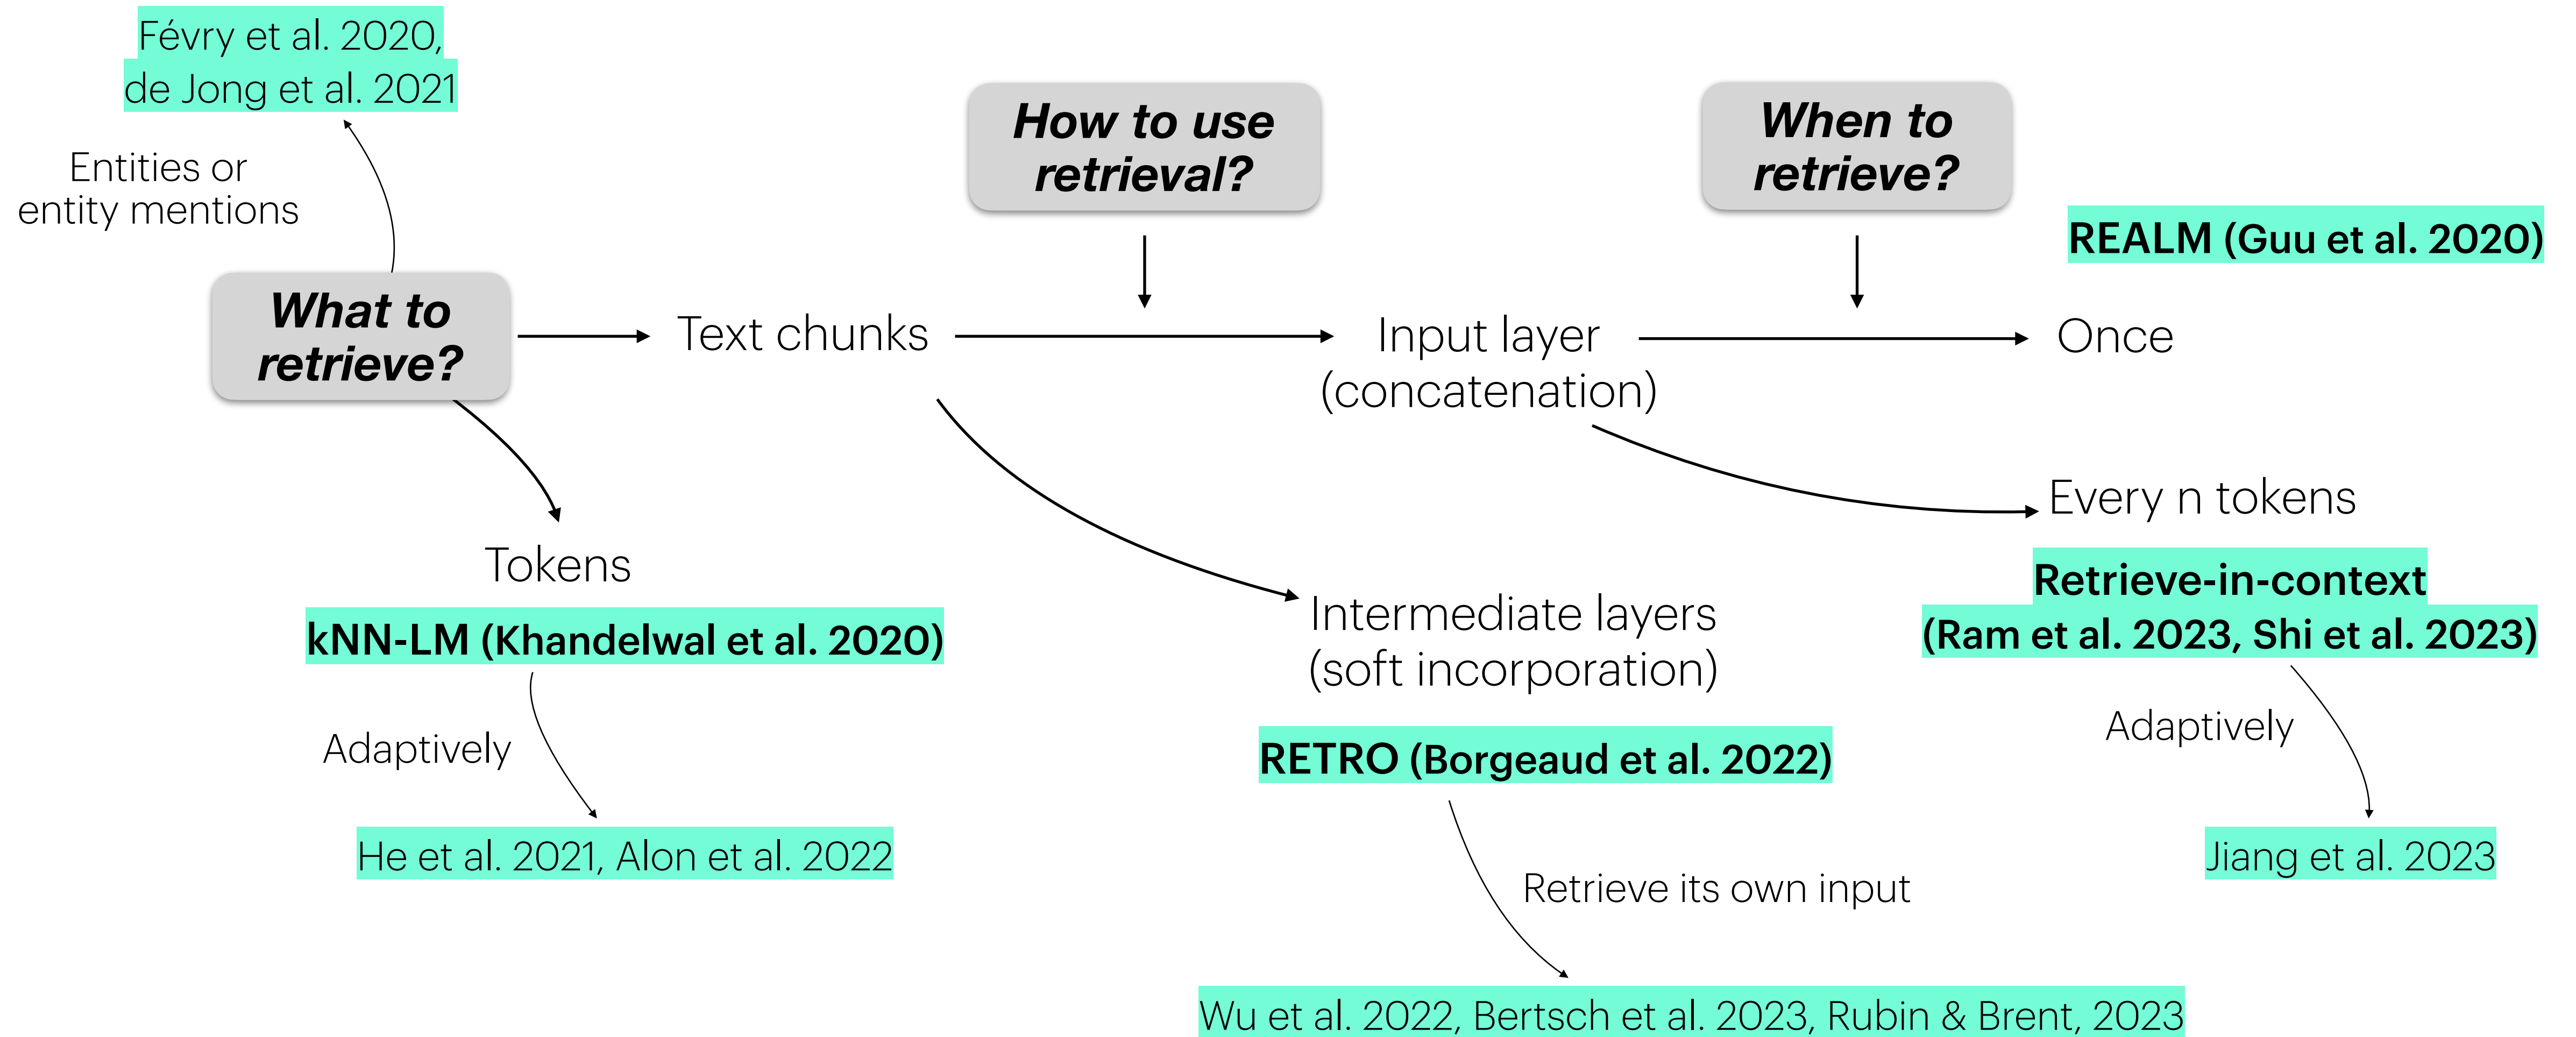 Févry et al. 2020,
de Jong et al. 2021
Entities or
entity mentions
What to
retrieve?
Text chunks
How to use
retrieval?
Input layer
(concatenation)
When to
retrieve?
REALM (Guu et al. 2020)
Once
Every n tokens
Retrieve-in-context
(Ram et al. 2023, Shi et al. 2023)
Adaptively
Jiang et al. 2023
Tokens
kNN-LM (Khandelwal et al. 2020)
Adaptively
He et al. 2021, Alon et al. 2022
Intermediate layers
(soft incorporation)
RETRO (Borgeaud et al. 2022)
Retrieve its own input
Wu et al. 2022, Bertsch et al. 2023, Rubin & Brent, 2023